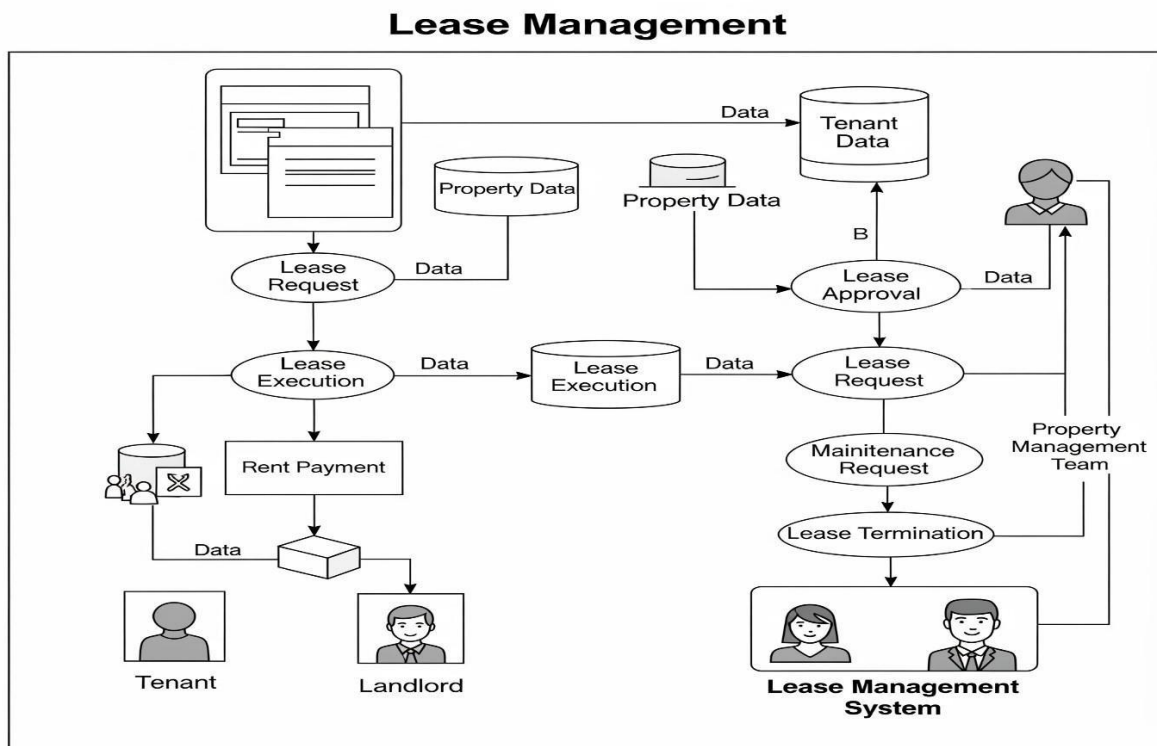 Lease Management
Data
Tenant
Data
Property Data
Property Data
B
Lease
Request
Data
Lease
Approval
Data
Lease
Execution
Data
Lease
Execution
Data
Lease
Request
Property
Management
Team
Rent Payment
Mainitenance
Request
Data
Lease Termination
Tenant
Landlord
Lease Management
System